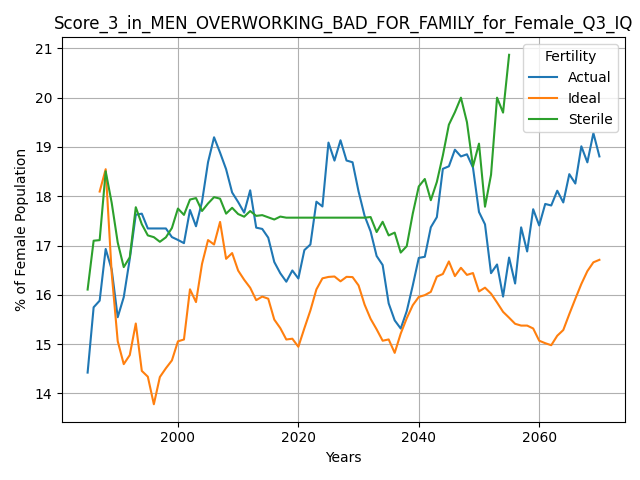 Score_3_in_MEN_OVERWORKING_BAD_FOR_FAMILY_for_Female_Q3_IQ
Fertility
Actual
Ideal
Sterile
% of Female Population
21
20
19
18
17
16
15
14
2000
2020
2040
2060
Years